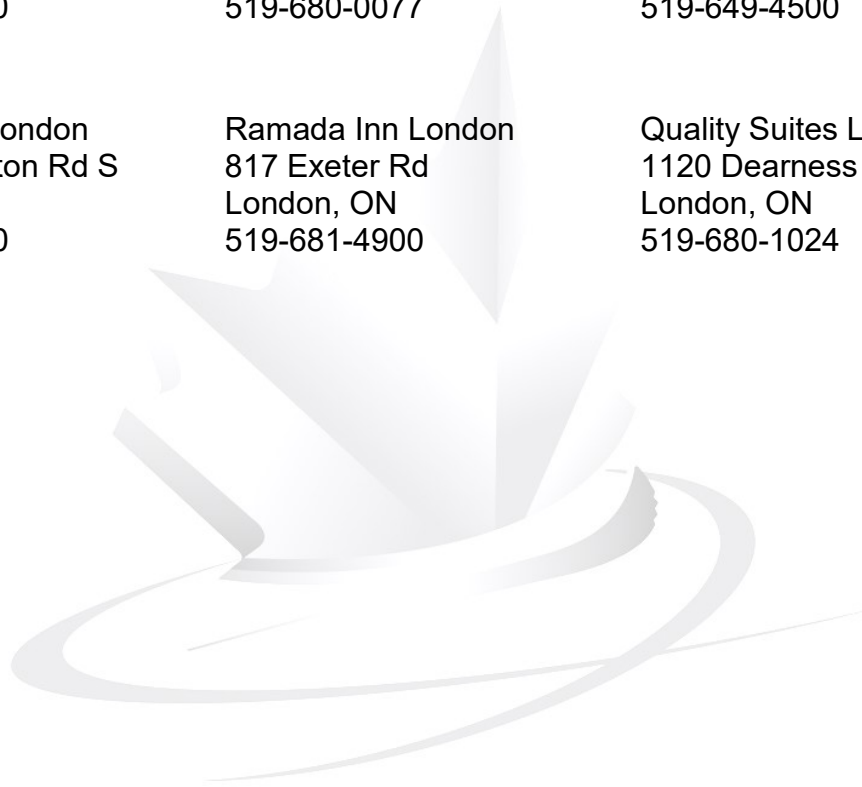 519-680-0077
519-649-4500
ondon
ton Rd S
0
Ramada Inn London
817 Exeter Rd
London, ON
519-681-4900
Quality Suites L
1120 Dearness
London, ON
519-680-1024